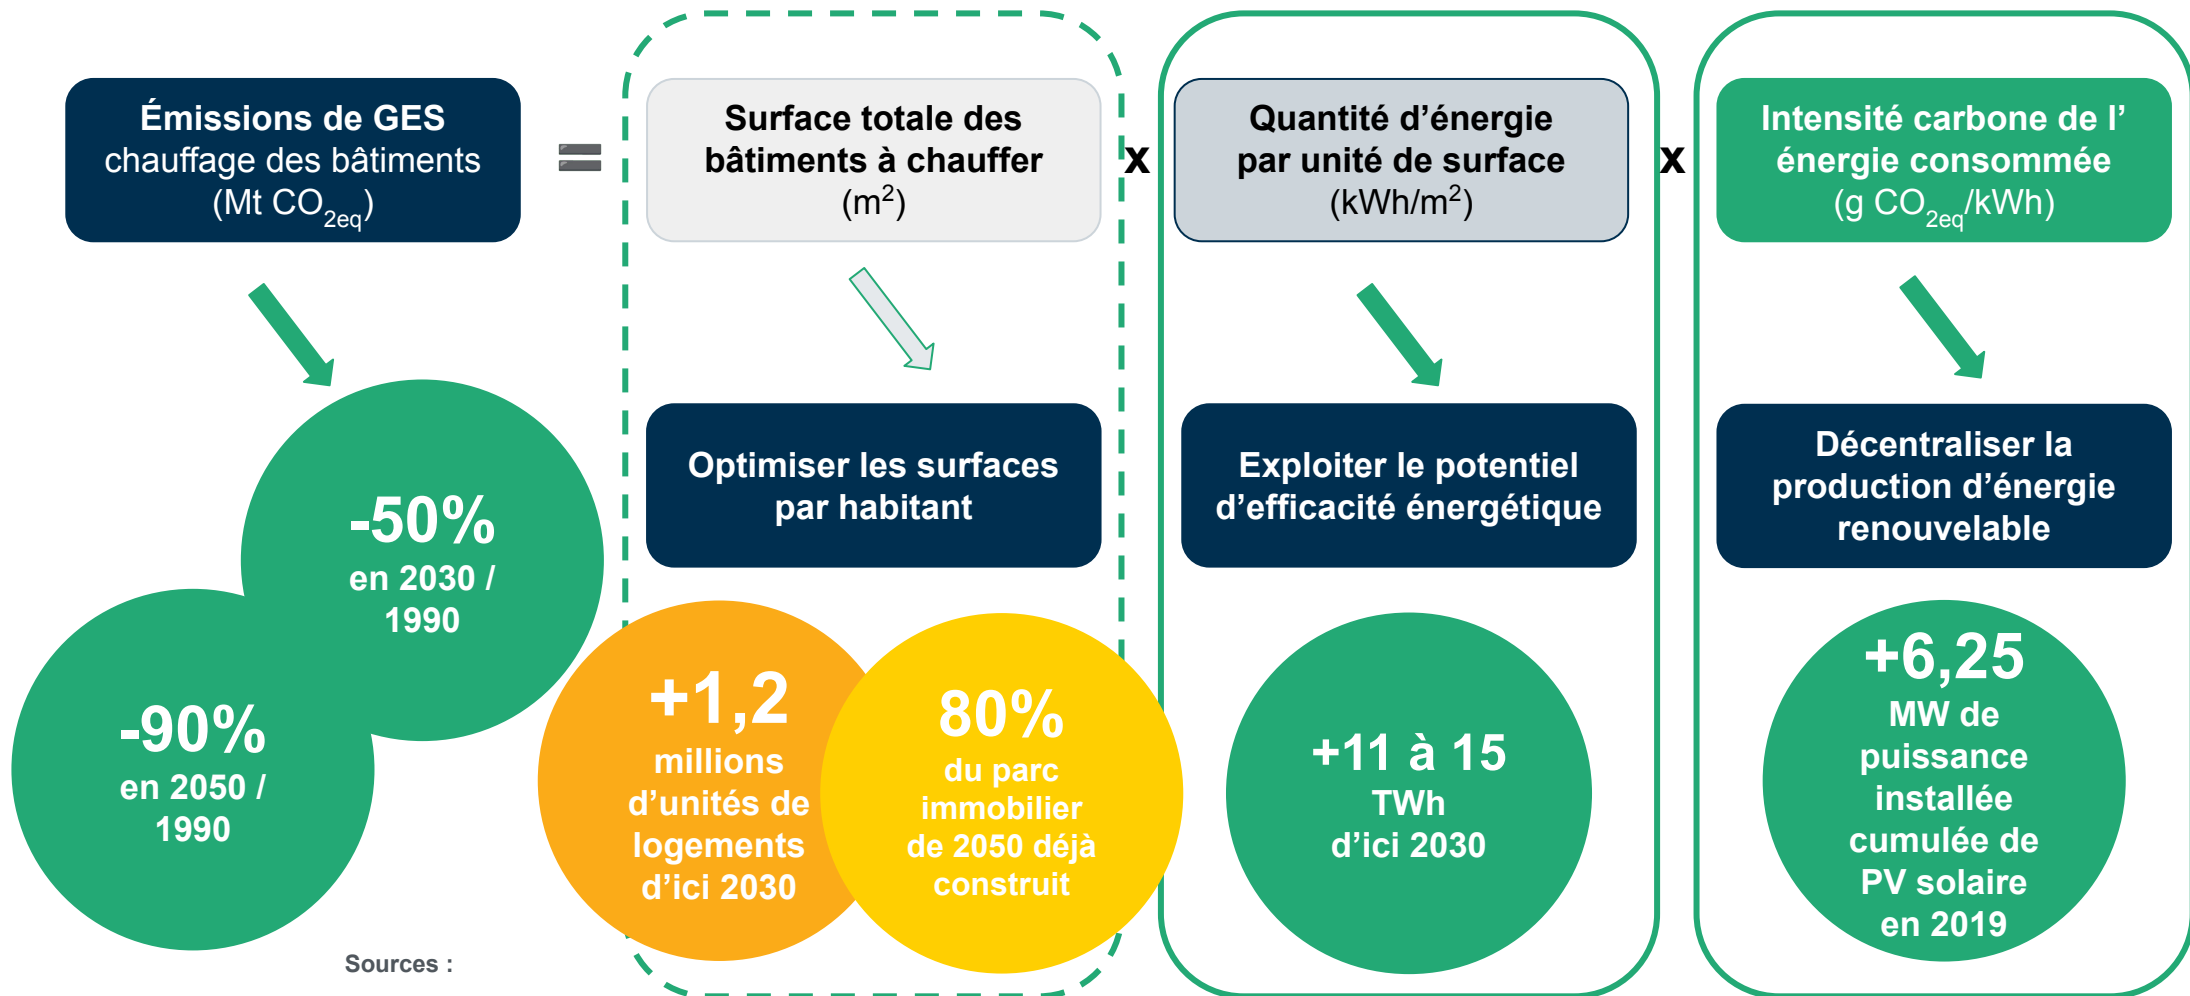 Émissions de GES
chauffage des bâtiments
(Mt CO2eq)
=
Surface totale des
bâtiments à chauffer
(m²)
x
Quantité d’énergie
par unité de surface
(kWh/m²)
x
Intensité carbone de l’
énergie consommée
(g CO2eq/kWh)
-50%
en 2030 /
1990
-90%
en 2050 /
1990
Optimiser les surfaces
par habitant
+1,2
millions
d’unités de
logements
d’ici 2030
80%
du parc
immobilier
de 2050 déjà
construit
Exploiter le potentiel
d’efficacité énergétique
+11 à 15
TWh
d’ici 2030
Décentraliser la
production d’énergie
renouvelable
+6,25
MW de
puissance
installée
cumulée de
PV solaire
en 2019
Sources :